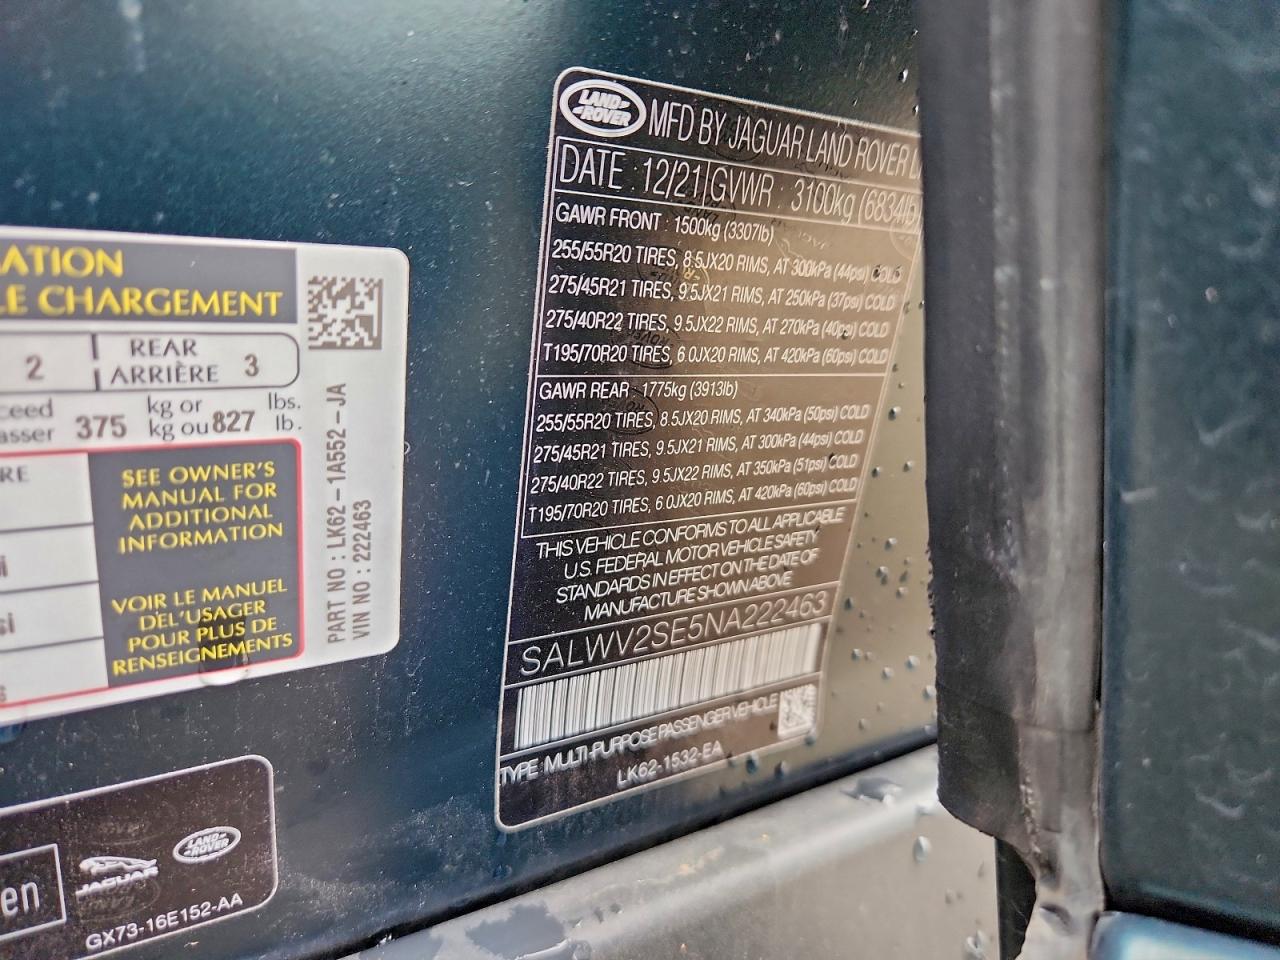 ATION
LE CHARGEMENT
2 REAR ARRIÈRE 3
ceed kg or lbs.
asser 375 kg ou 827 lb.
RE
SEE OWNER'S
MANUAL FOR
ADDITIONAL
INFORMATION
VOIR LE MANUEL
DEL'USAGER
POUR PLUS DE
RENSEIGNEMENTS
i
si
s
PART NO : LK62-1A552-JA
VIN NO : 222463
LAND-
-ROVER
MFD BY JAGUAR LAND ROVER L
DATE : 12/21 GVWR : 3100kg (6834lb)
GAWR FRONT : 1500kg (3307lb)
255/55R20 TIRES, 8.5JX20 RIMS, AT 300kPa (44psi) COLD
275/45R21 TIRES, 9.5JX21 RIMS, AT 250kPa (37psi) COLD
275/40R22 TIRES, 9.5JX22 RIMS, AT 270kPa (40psi) COLD
T195/70R20 TIRES, 6.0JX20 RIMS, AT 420kPa (60psi) COLD
GAWR REAR : 1775kg (3913lb)
255/55R20 TIRES, 8.5JX20 RIMS, AT 340kPa (50psi) COLD
275/45R21 TIRES, 9.5JX21 RIMS, AT 300kPa (44psi) COLD
275/40R22 TIRES, 9.5JX22 RIMS, AT 350kPa (51psi) COLD
T195/70R20 TIRES, 6.0JX20 RIMS, AT 420kPa (60psi) COLD
THIS VEHICLE CONFORMS TO ALL APPLICABLE
U.S. FEDERAL MOTOR VEHICLE SAFETY
STANDARDS IN EFFECT ON THE DATE OF
MANUFACTURE SHOWN ABOVE
SALWV2SE5NA222463
TYPE : MULTI-PURPOSE PASSENGER VEHICLE
LK62-1532-EA
en
JAGUAR
LAND-
-ROVER
GX73-16E152-AA